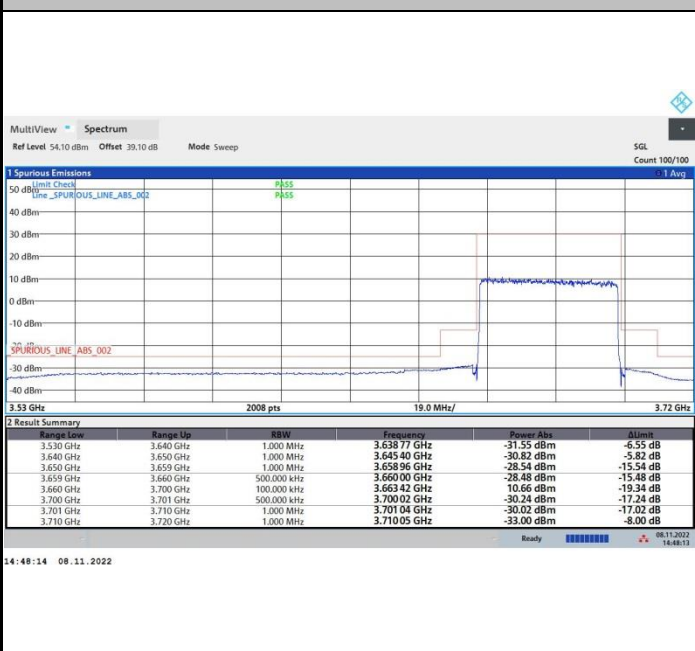 MultiView Spectrum
Ref Level 54.10 dBm Offset 39.10 dB Mode Sweep SGL
Count 100/100
1 Spurious Emissions 1 Avg
50 dBm Limit Check PASS
Line _SPURIOUS_LINE_ABS_002 PASS
40 dBm
30 dBm
20 dBm
10 dBm
0 dBm
-10 dBm
_SPURIOUS_LINE_ABS_002
-30 dBm
-40 dBm
3.53 GHz 2008 pts 19.0 MHz/ 3.72 GHz
2 Result Summary
Range Low Range Up RBW Frequency Power Abs ΔLimit
3.530 GHz 3.640 GHz 1.000 MHz 3.638 77 GHz -31.55 dBm -6.55 dB
3.640 GHz 3.650 GHz 1.000 MHz 3.645 40 GHz -30.82 dBm -5.82 dB
3.650 GHz 3.659 GHz 1.000 MHz 3.658 96 GHz -28.54 dBm -15.54 dB
3.659 GHz 3.660 GHz 500.000 kHz 3.660 00 GHz -28.48 dBm -15.48 dB
3.660 GHz 3.700 GHz 100.000 kHz 3.663 42 GHz 10.66 dBm -19.34 dB
3.700 GHz 3.701 GHz 500.000 kHz 3.700 02 GHz -30.24 dBm -17.24 dB
3.701 GHz 3.710 GHz 1.000 MHz 3.701 04 GHz -30.02 dBm -17.02 dB
3.710 GHz 3.720 GHz 1.000 MHz 3.710 05 GHz -33.00 dBm -8.00 dB
Ready 08.11.2022
14:48:13
14:48:14 08.11.2022